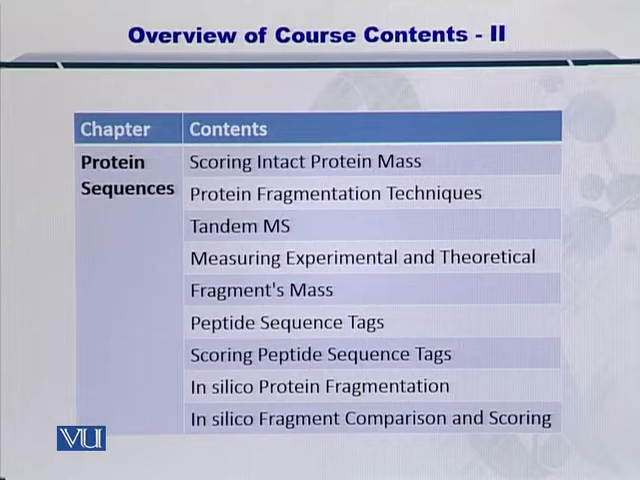 Overview of Course Contents - II
Chapter Contents
Protein Sequences
Scoring Intact Protein Mass
Protein Fragmentation Techniques
Tandem MS
Measuring Experimental and Theoretical
Fragment's Mass
Peptide Sequence Tags
Scoring Peptide Sequence Tags
In silico Protein Fragmentation
In silico Fragment Comparison and Scoring
VU